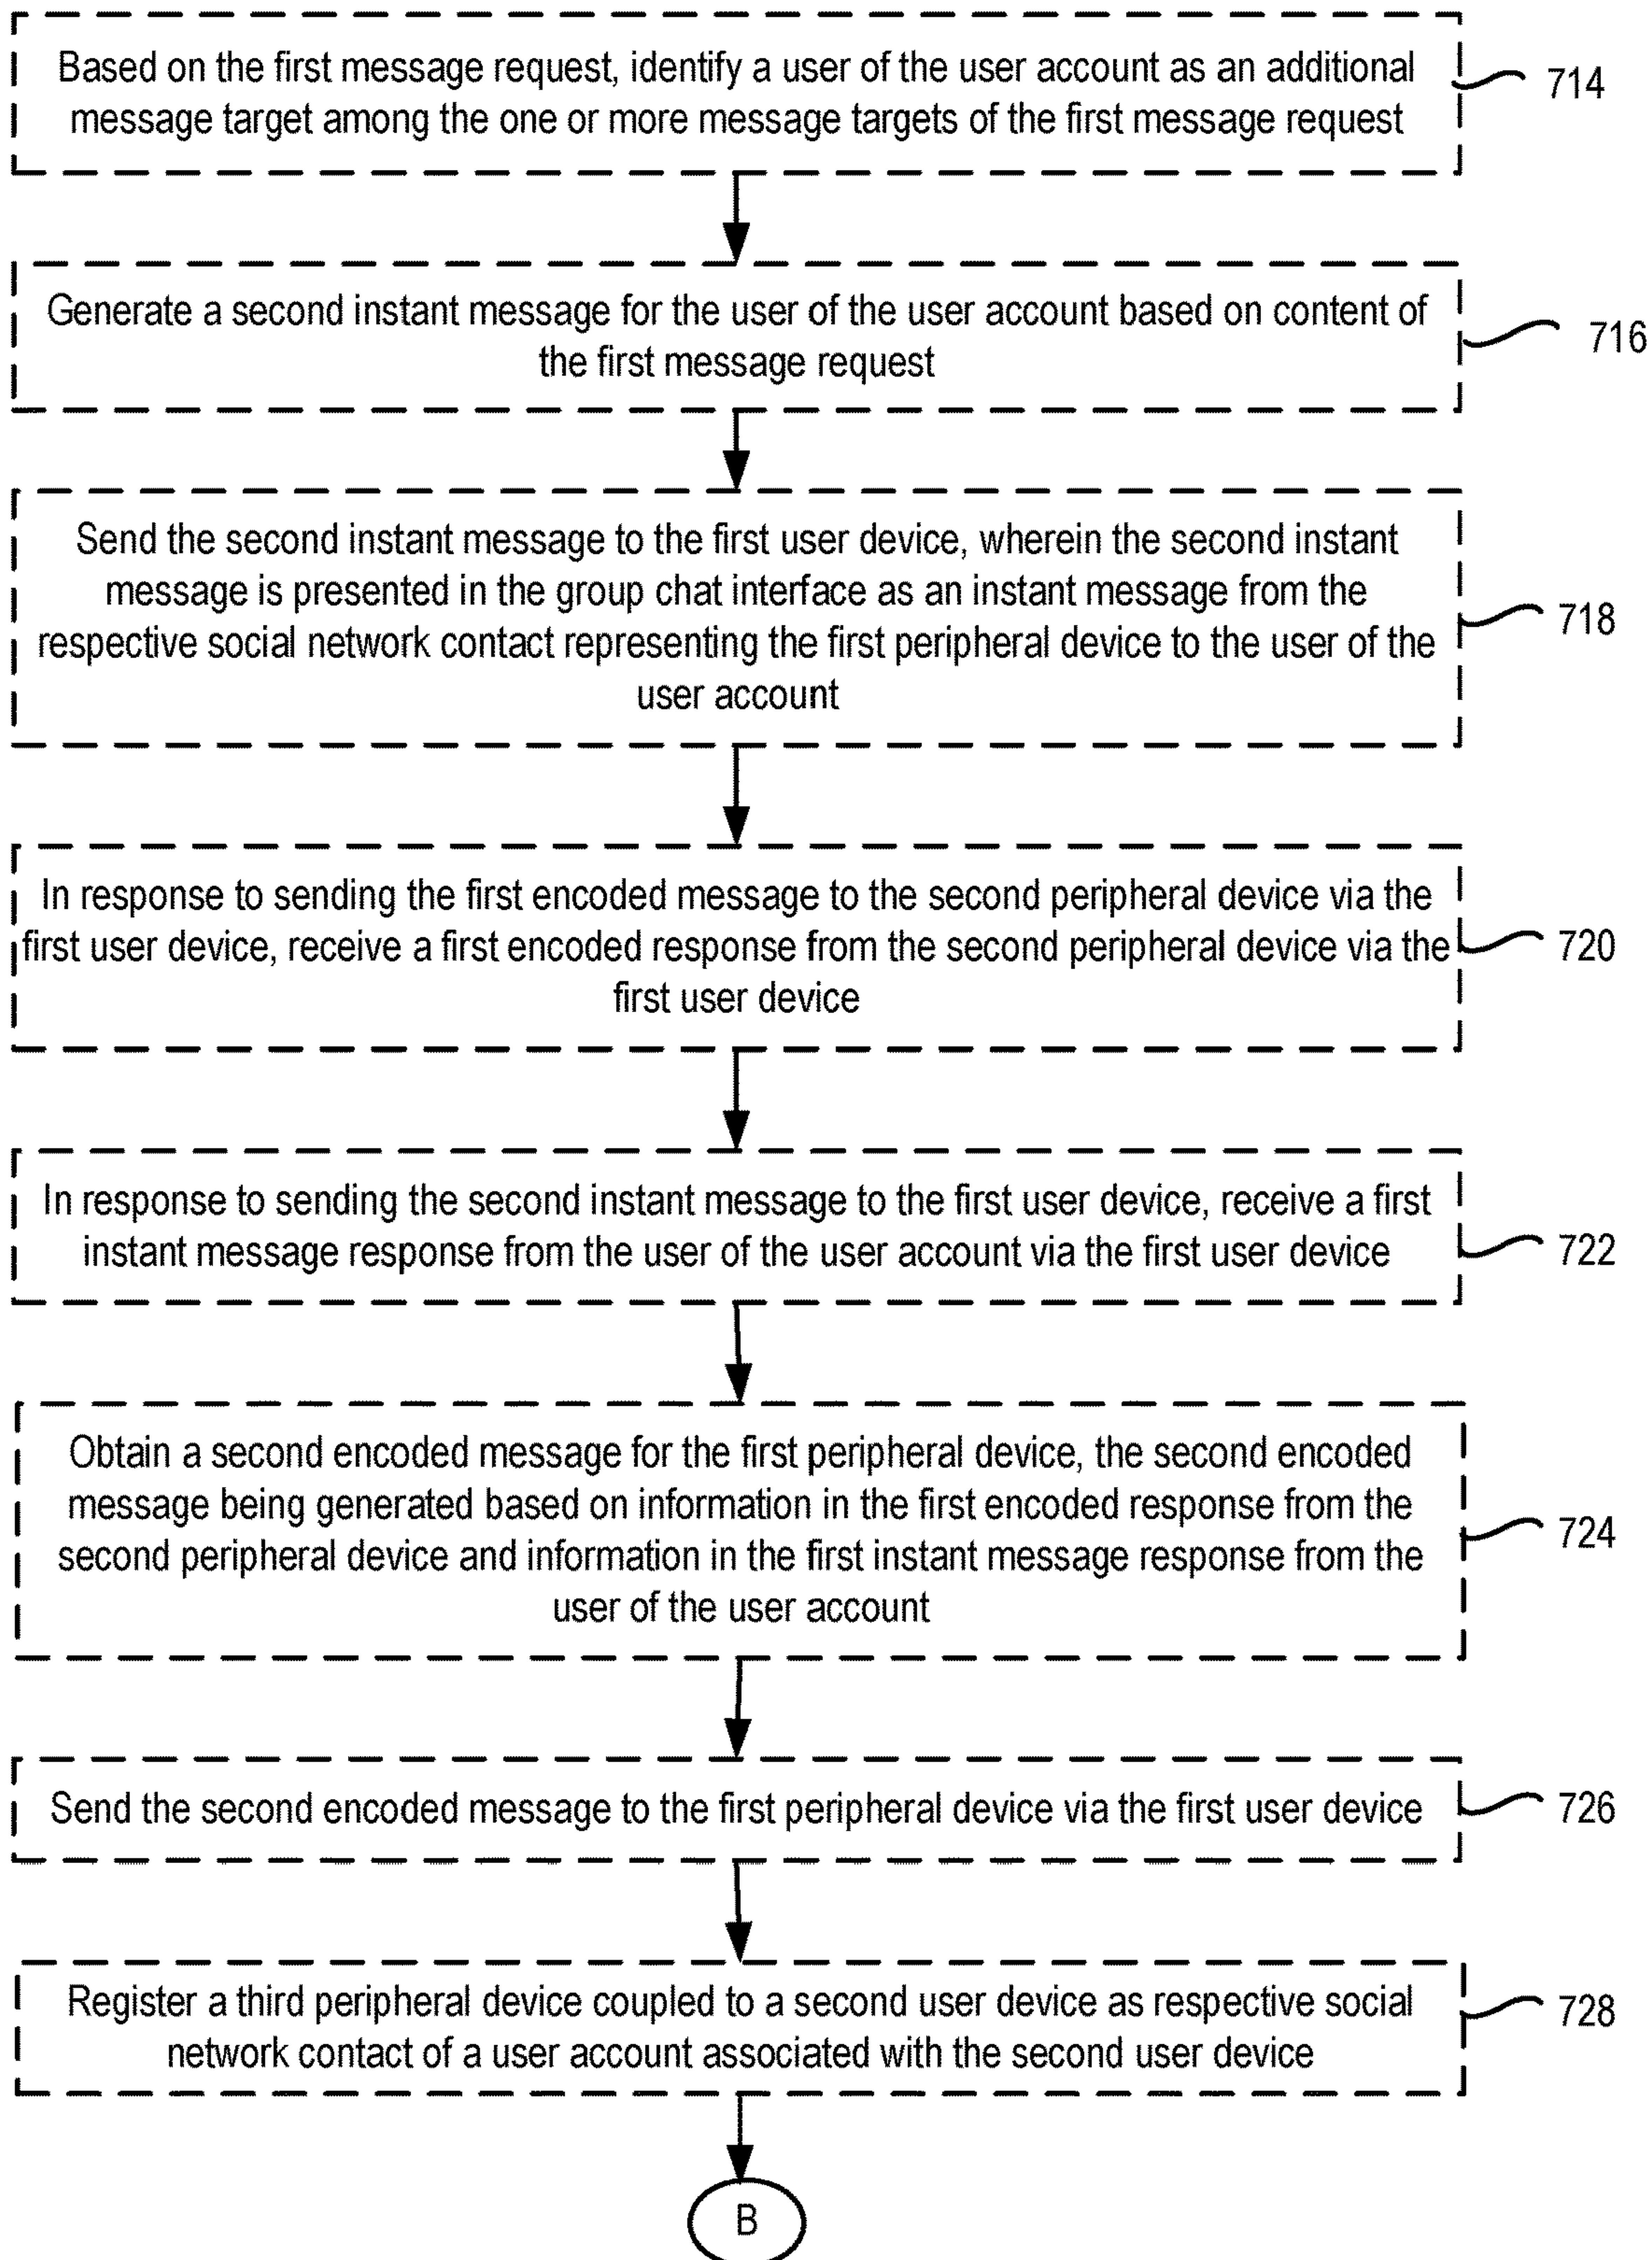 Based on the first message request, identify a user of the user account as an additional
message target among the one or more message targets of the first message request
714
Generate a second instant message for the user of the user account based on content of
the first message request
716
Send the second instant message to the first user device, wherein the second instant
message is presented in the group chat interface as an instant message from the
respective social network contact representing the first peripheral device to the user of the
user account
718
In response to sending the first encoded message to the second peripheral device via the
first user device, receive a first encoded response from the second peripheral device via the
first user device
720
In response to sending the second instant message to the first user device, receive a first
instant message response from the user of the user account via the first user device
722
Obtain a second encoded message for the first peripheral device, the second encoded
message being generated based on information in the first encoded response from the
second peripheral device and information in the first instant message response from the
user of the user account
724
Send the second encoded message to the first peripheral device via the first user device
726
Register a third peripheral device coupled to a second user device as respective social
network contact of a user account associated with the second user device
728
B